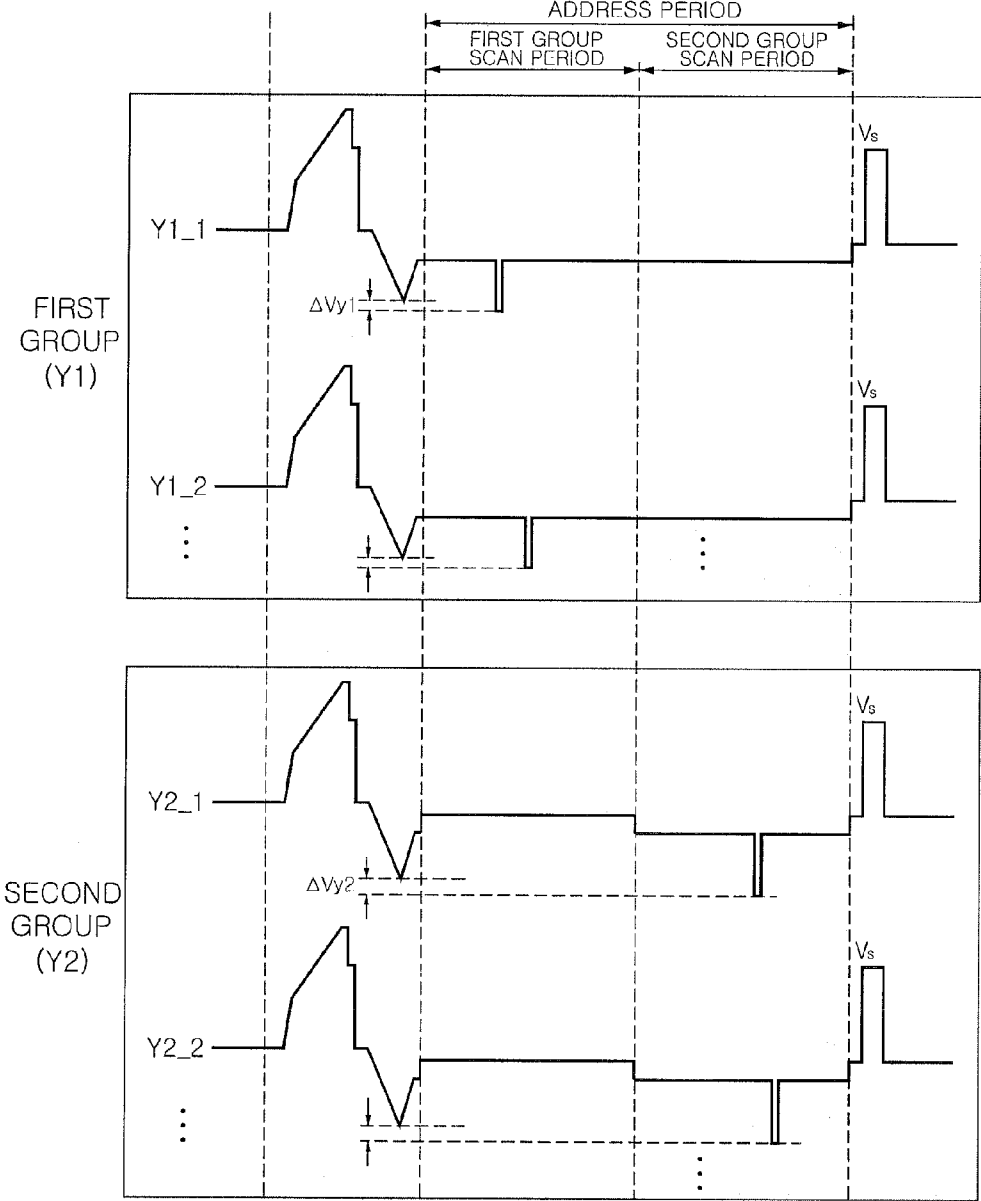 ADDRESS PERIOD
FIRST GROUP
SCAN PERIOD
SECOND GROUP
SCAN PERIOD
Vs
Y1_1
ΔVy1
FIRST
GROUP
(Y1)
Vs
Y1_2
Vs
Y2_1
ΔVy2
SECOND
GROUP
(Y2)
Vs
Y2_2